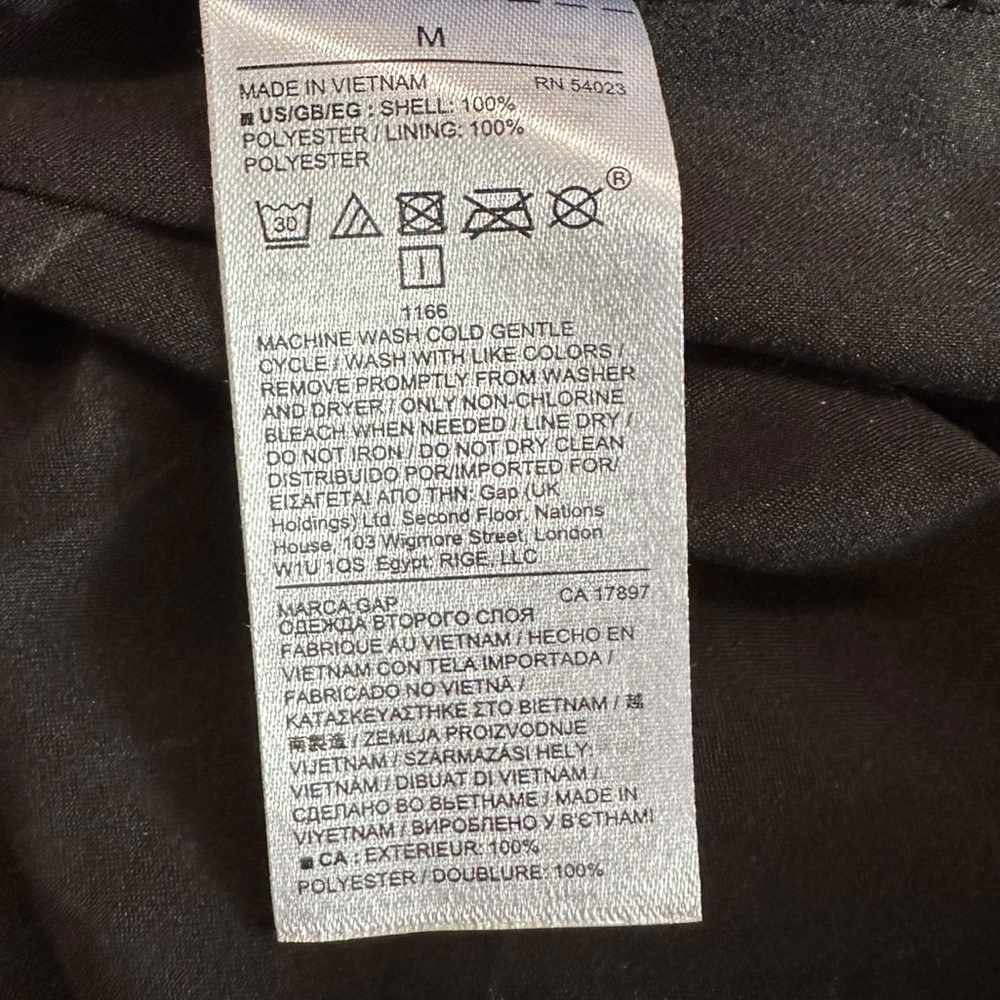 M
MADE IN VIETNAM RN 54023
■ US/GB/EG : SHELL: 100%
POLYESTER / LINING: 100%
POLYESTER
30 ®
1166
MACHINE WASH COLD GENTLE
CYCLE / WASH WITH LIKE COLORS /
REMOVE PROMPTLY FROM WASHER
AND DRYER / ONLY NON-CHLORINE
BLEACH WHEN NEEDED / LINE DRY /
DO NOT IRON / DO NOT DRY CLEAN
DISTRIBUIDO POR/IMPORTED FOR/
ΕΙΣΑΓΕΤΑΙ ΑΠΟ ΤΗΝ: Gap (UK
Holdings) Ltd, Second Floor, Nations
House, 103 Wigmore Street, London
W1U 1QS Egypt: RIGE, LLC
MARCA:GAP CA 17897
ОДЕЖДА ВТОРОГО СЛОЯ
FABRIQUE AU VIETNAM / HECHO EN
VIETNAM CON TELA IMPORTADA /
FABRICADO NO VIETNA /
ΚΑΤΑΣΚΕΥΑΣΤΗΚΕ ΣΤΟ ΒΙΕΤΝΑΜ / 越
南製造 / ZEMLJA PROIZVODNJE
VIJETNAM / SZÁRMAZÁSI HELY:
VIETNAM / DIBUAT DI VIETNAM /
СДЕЛАНО ВО ВЬЕТНАМЕ / MADE IN
VIYETNAM / ВИРОБЛЕНО У В'ЄТНАМІ
■ CA : EXTERIEUR: 100%
POLYESTER / DOUBLURE: 100%